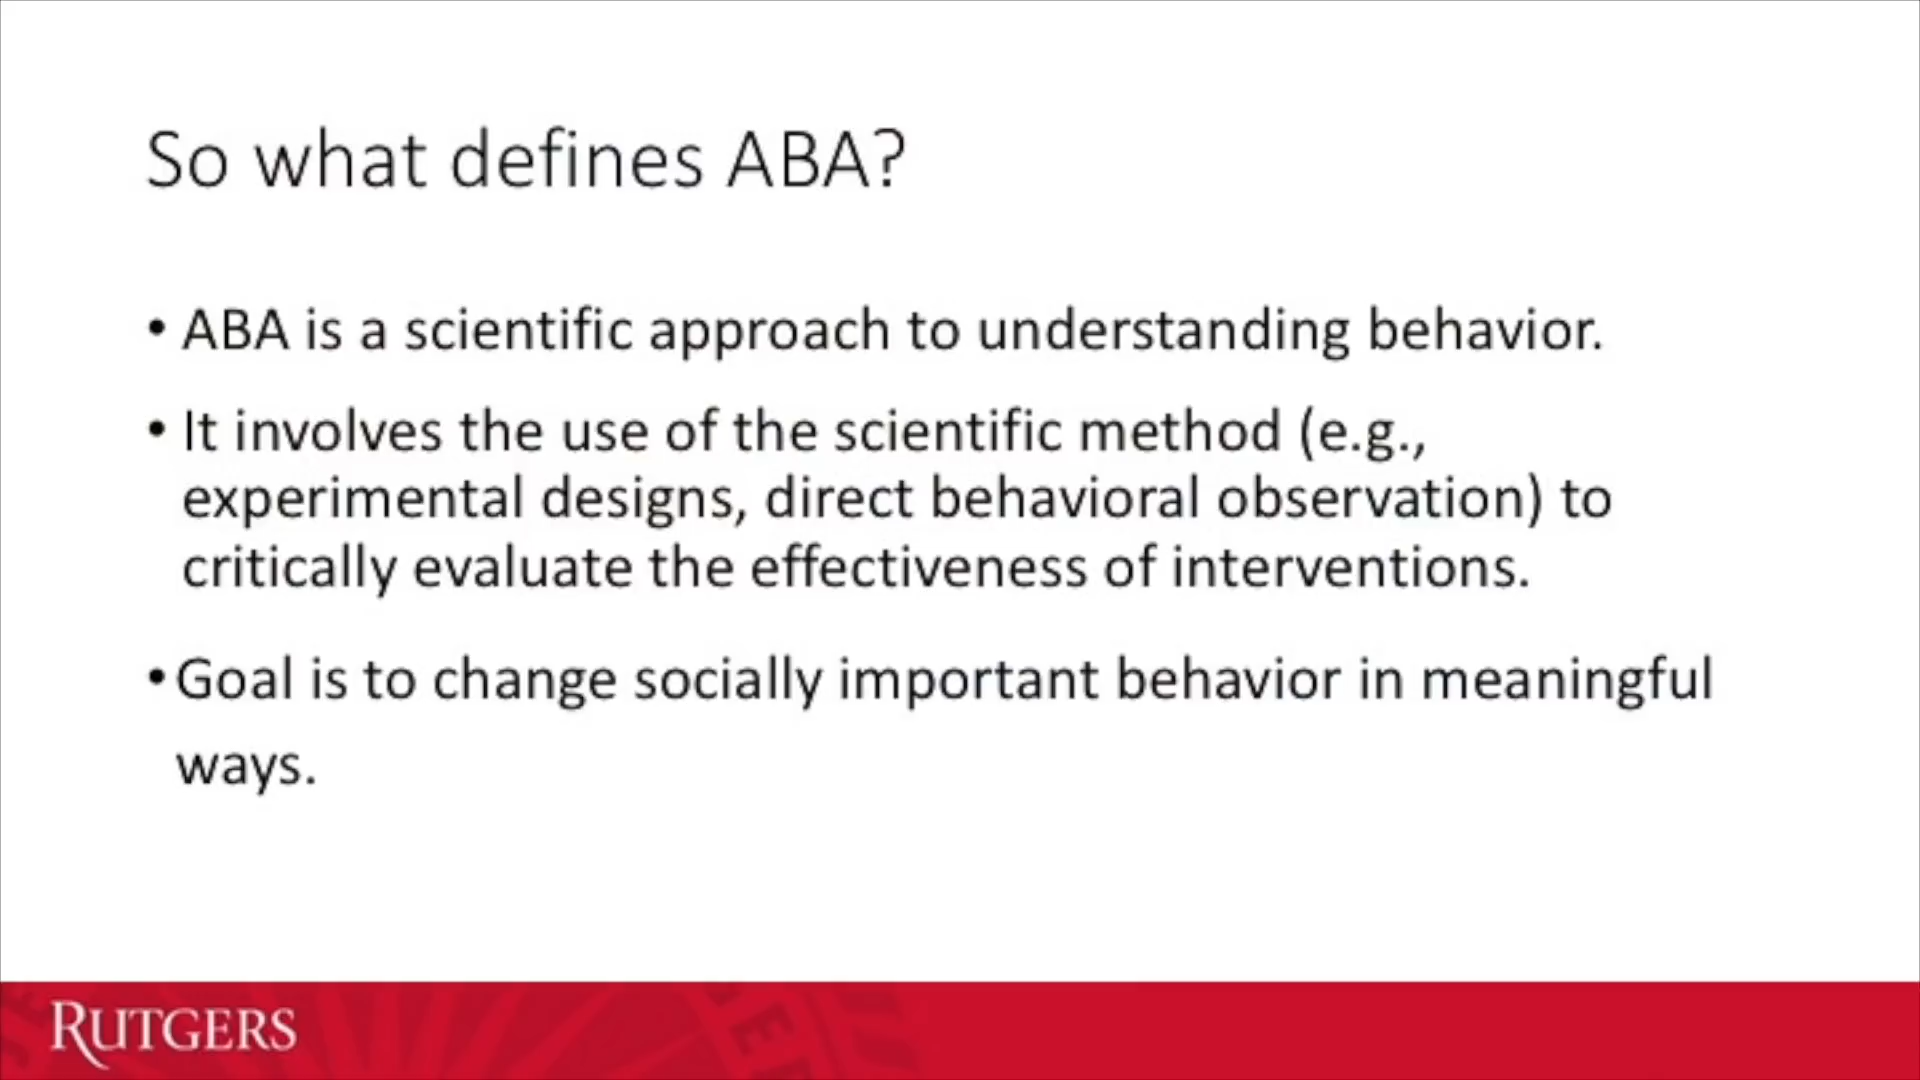 So what defines ABA?
• ABA is a scientific approach to understanding behavior.
• It involves the use of the scientific method (e.g.,
experimental designs, direct behavioral observation) to
critically evaluate the effectiveness of interventions.
• Goal is to change socially important behavior in meaningful
ways.
RUTGERS